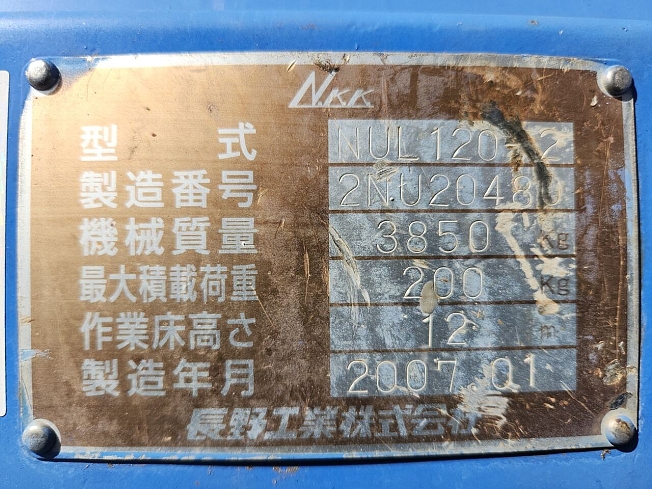 NKK
型式 NUL120-2
製造番号 2NU20480
機械質量 3850 Kg
最大積載荷重 200 Kg
作業床高さ 12 m
製造年月 2007.01
長野工業株式会社